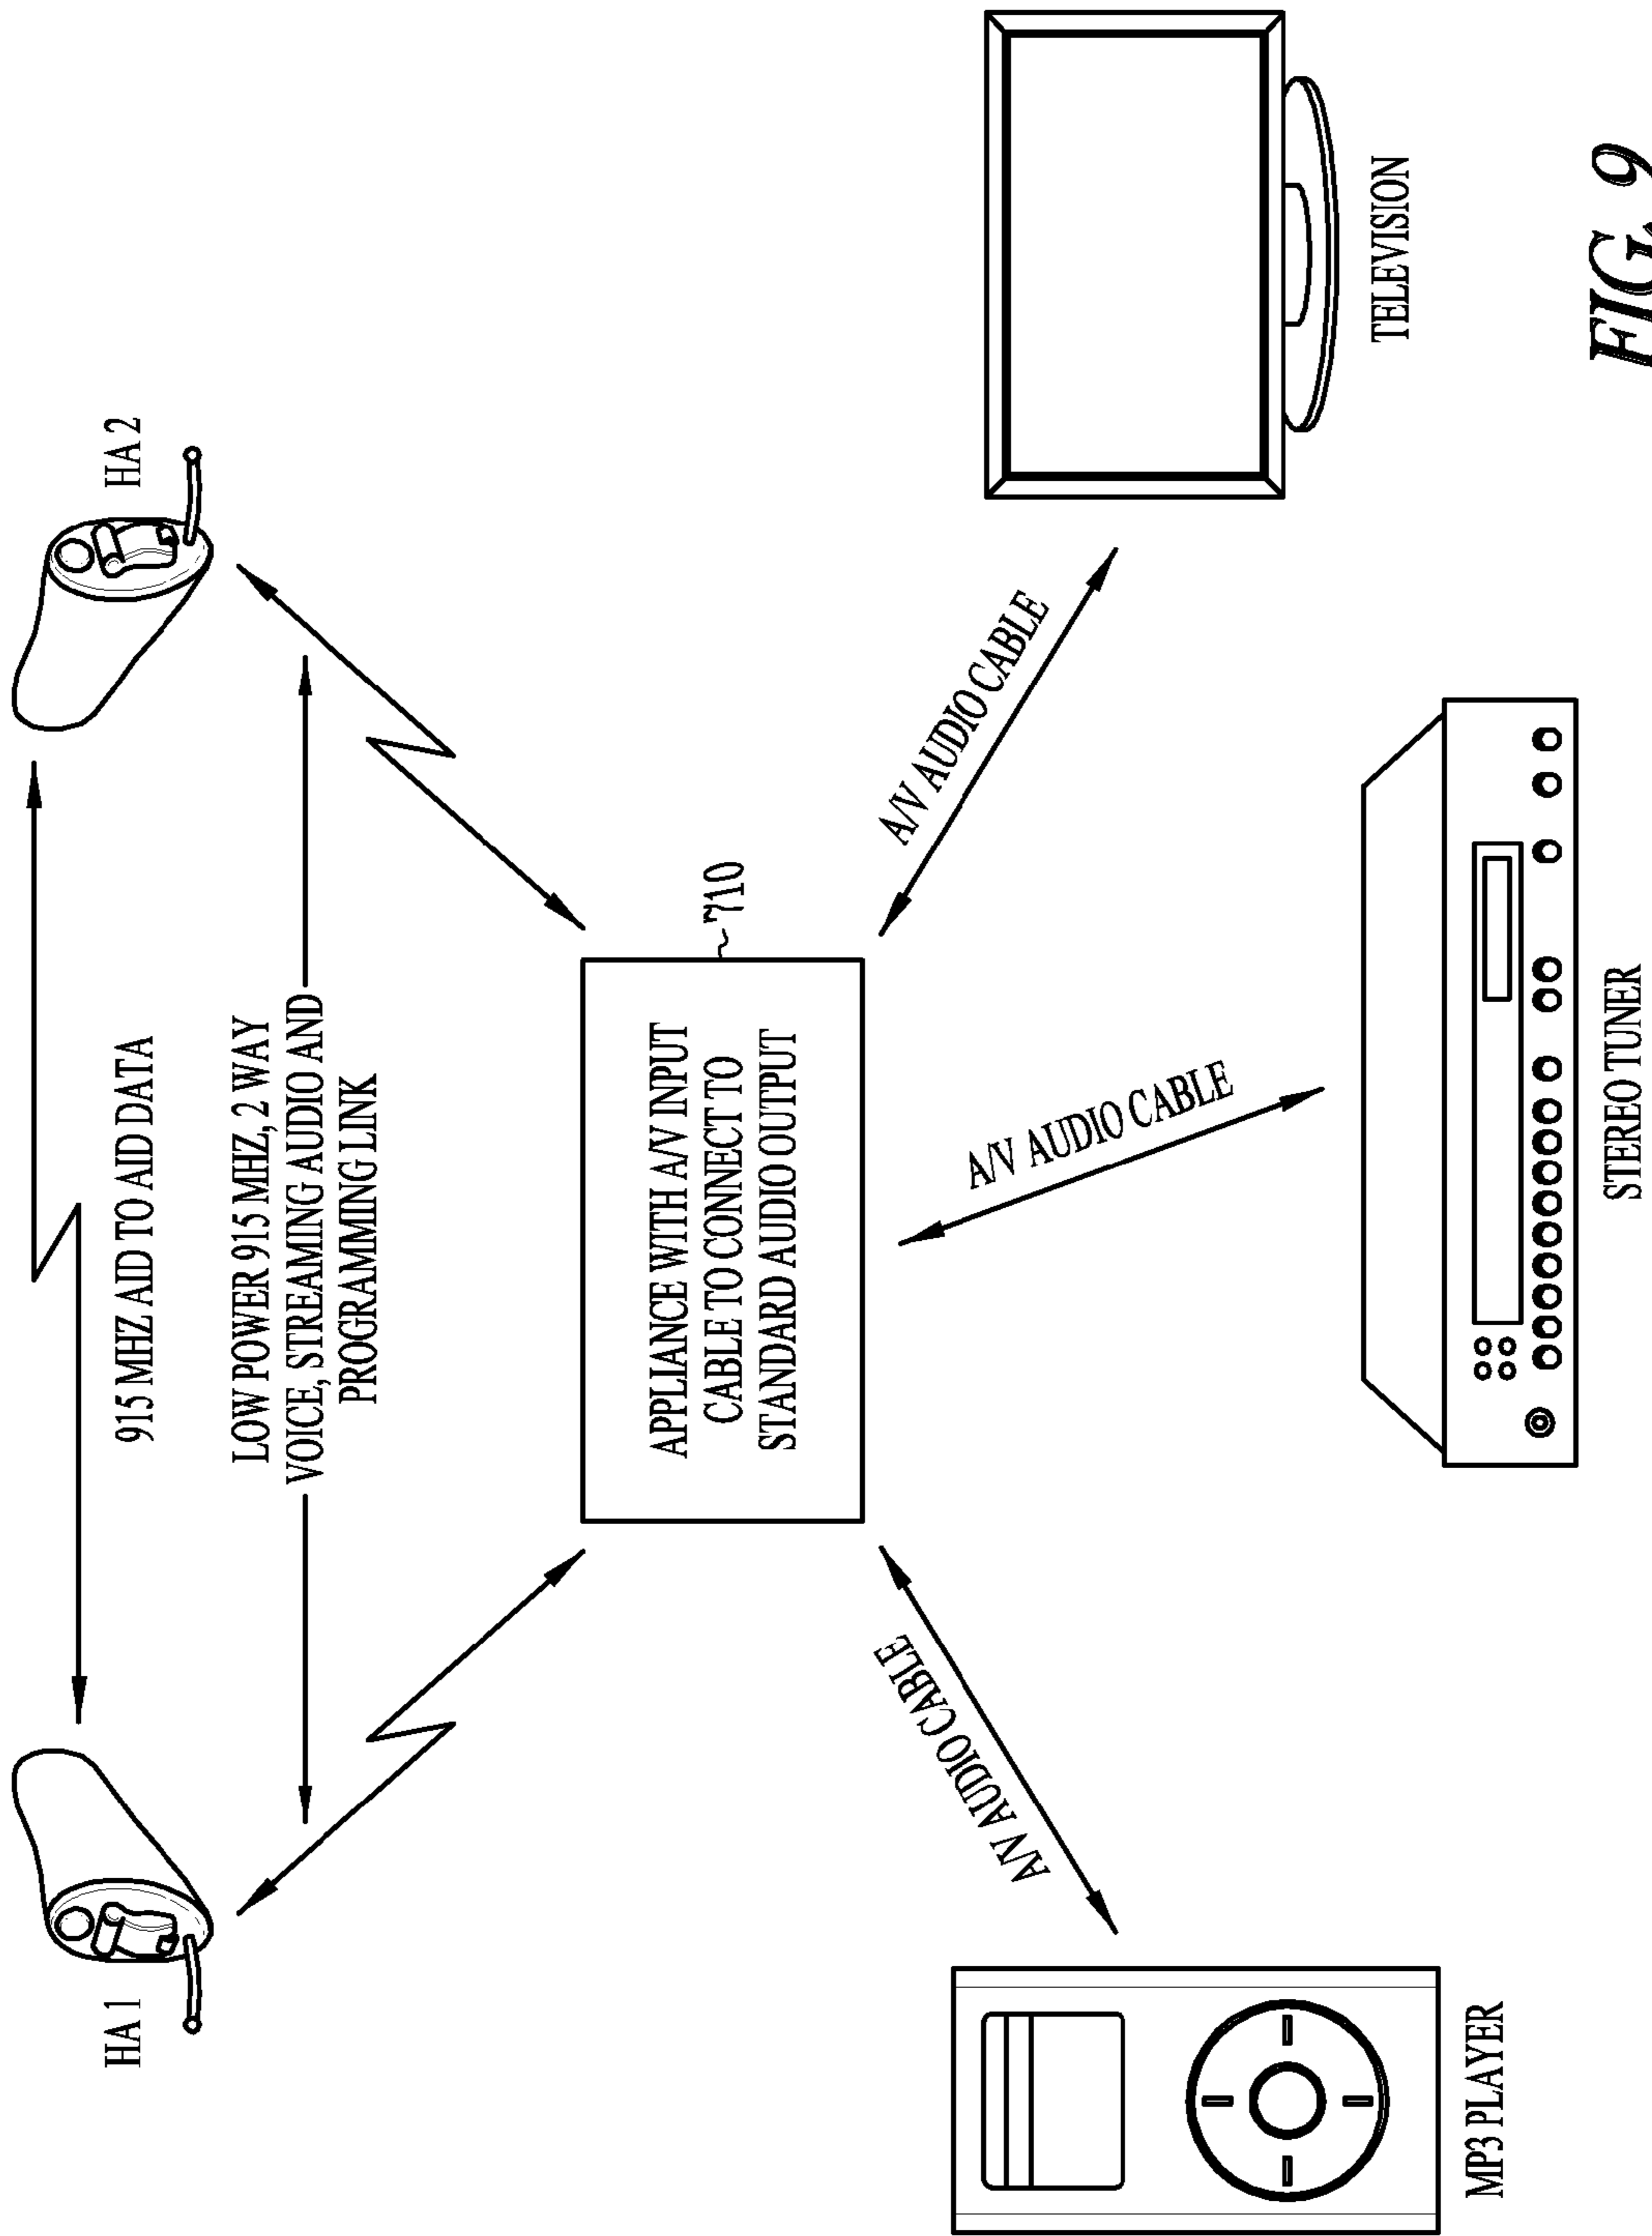 915 MHZ AID TO AID DATA
HA 1
HA 2
LOW POWER 915 MHZ, 2 WAY
VOICE, STREAMING AUDIO AND
PROGRAMMING LINK
APPLIANCE WITH A/V INPUT
CABLE TO CONNECT TO
STANDARD AUDIO OUTPUT
710
A/V AUDIO CABLE
A/V AUDIO CABLE
A/V AUDIO CABLE
MP3 PLAYER
STEREO TUNER
TELEVISION
FIG. 9